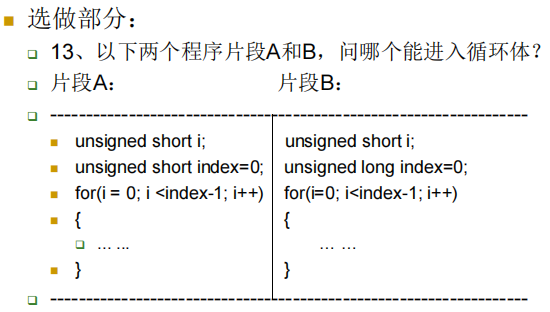 选做部分：
13、以下两个程序片段A和B，问哪个能进入循环体？
片段A： 片段B：
--------------------------------------------------------------
unsigned short i; unsigned short i;
unsigned short index=0; unsigned long index=0;
for(i = 0; i <index-1; i++) for(i=0; i<index-1; i++)
{ {
... ... ... ...
} }
--------------------------------------------------------------